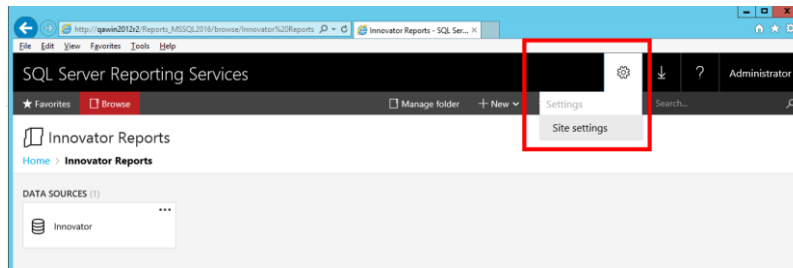 http://qawin2012r2/Reports_MSSQL2016/browse/Innovator%20Reports
Innovator Reports - SQL Ser...
File Edit View Favorites Tools Help
SQL Server Reporting Services
? Administrator
Favorites Browse Manage folder + New Settings Search...
Site settings
Innovator Reports
Home > Innovator Reports
DATA SOURCES (1)
...
Innovator